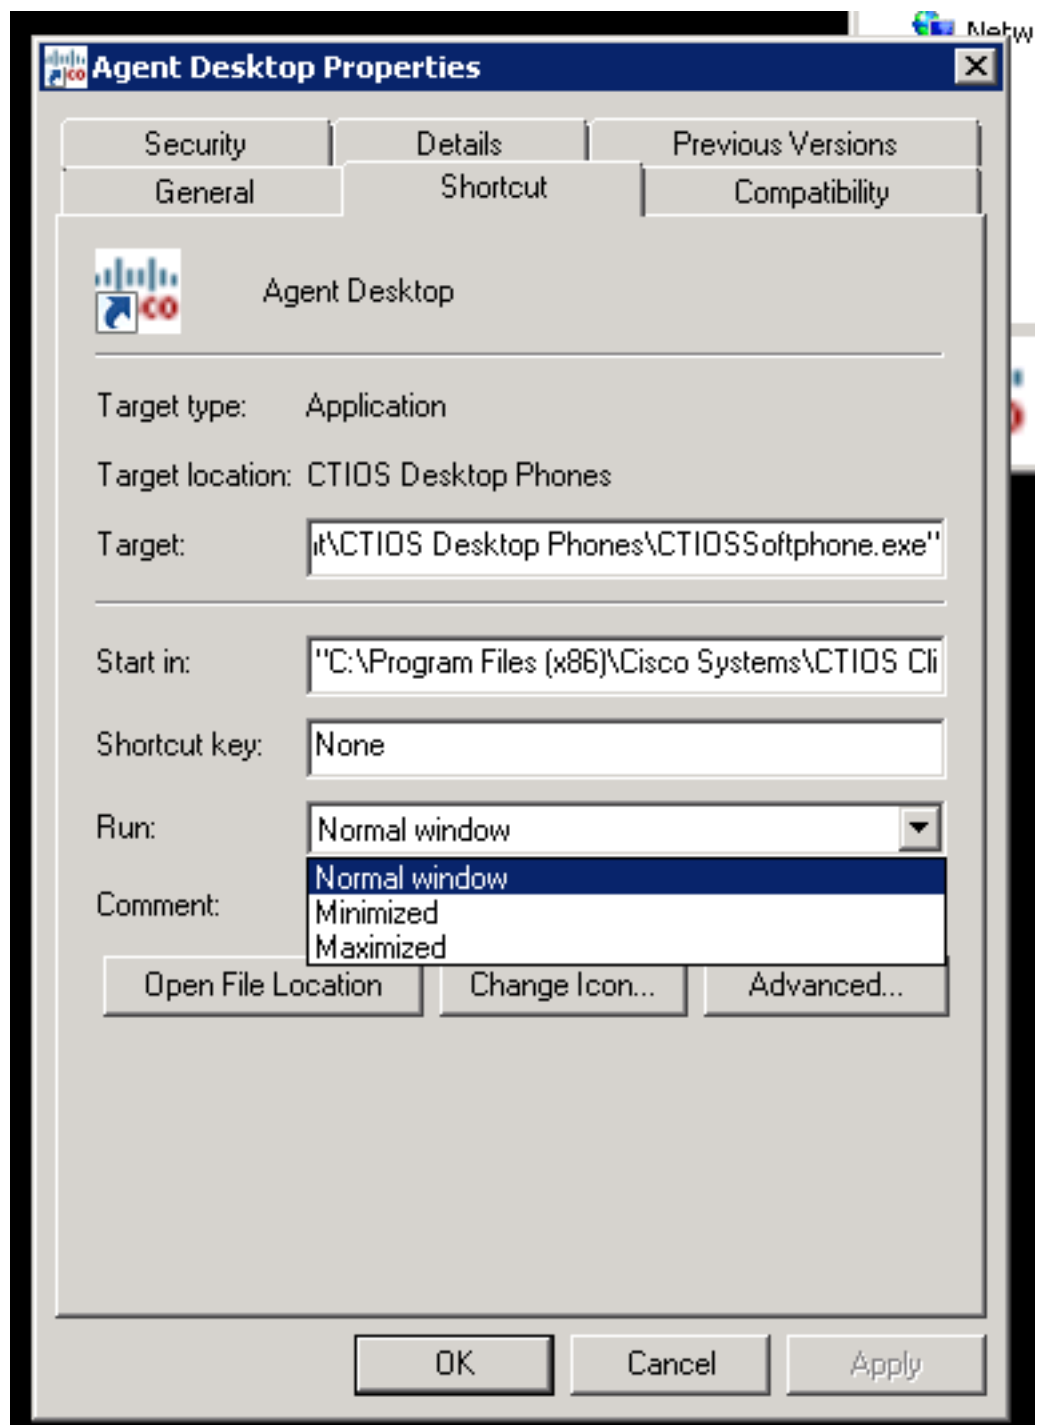 Netw
Agent Desktop Properties
Security Details Previous Versions
General Shortcut Compatibility
co Agent Desktop
Target type: Application
Target location: CTIOS Desktop Phones
Target: it\CTIOS Desktop Phones\CTIOSSoftphone.exe"
Start in: "C:\Program Files (x86)\Cisco Systems\CTIOS Cli
Shortcut key: None
Run: Normal window
Normal window
Comment: Minimized
Maximized
Open File Location Change Icon... Advanced...
OK Cancel Apply